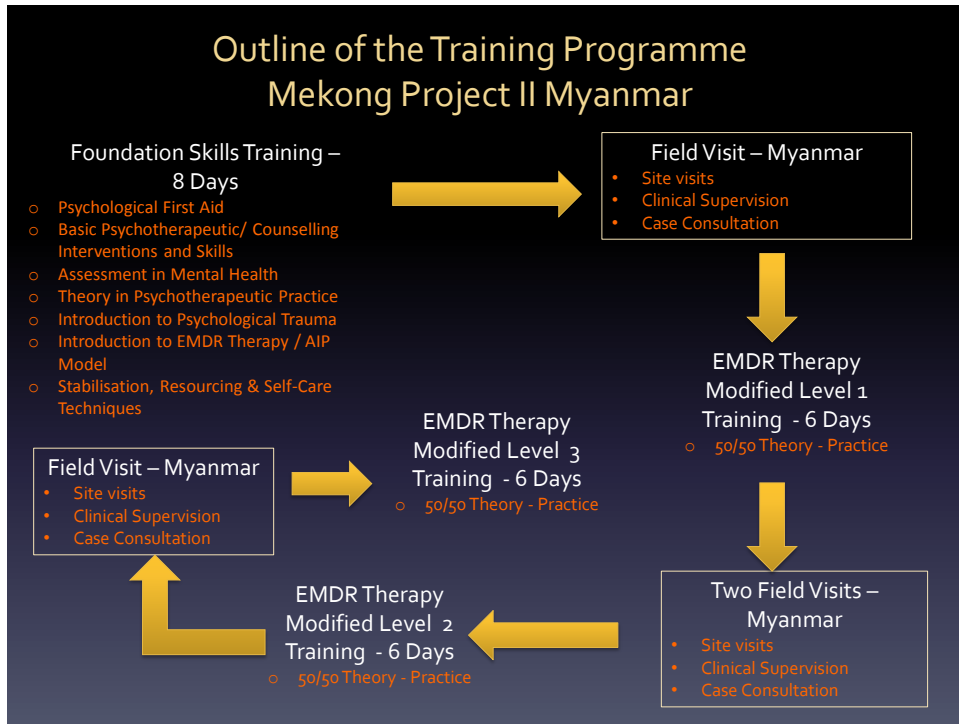 Outline of the Training Programme
Mekong Project II Myanmar
Foundation Skills Training –
8 Days
o Psychological First Aid
o Basic Psychotherapeutic/ Counselling
Interventions and Skills
o Assessment in Mental Health
o Theory in Psychotherapeutic Practice
o Introduction to Psychological Trauma
o Introduction to EMDR Therapy / AIP
Model
o Stabilisation, Resourcing & Self-Care
Techniques
Field Visit – Myanmar
• Site visits
• Clinical Supervision
• Case Consultation
EMDR Therapy
Modified Level 1
Training - 6 Days
o 50/50 Theory - Practice
Two Field Visits –
Myanmar
• Site visits
• Clinical Supervision
• Case Consultation
EMDR Therapy
Modified Level 2
Training - 6 Days
o 50/50 Theory - Practice
Field Visit – Myanmar
• Site visits
• Clinical Supervision
• Case Consultation
EMDR Therapy
Modified Level 3
Training - 6 Days
o 50/50 Theory - Practice